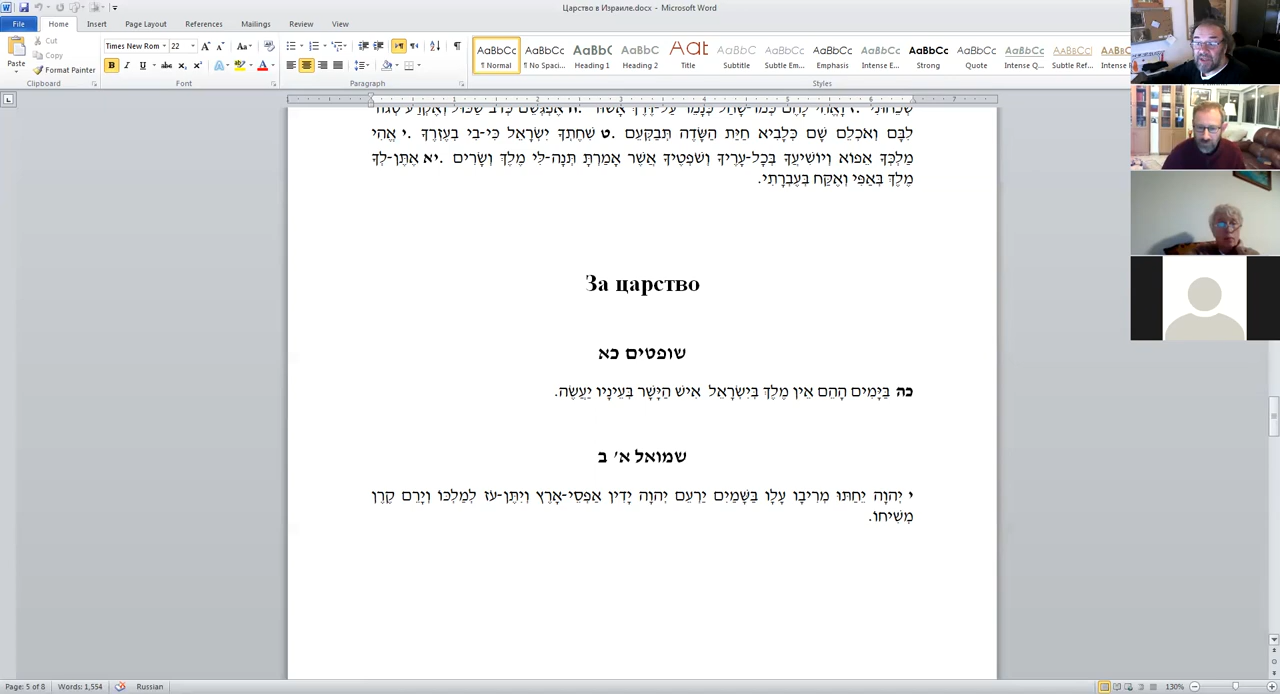 Царство в Израиле.docx - Microsoft Word
File Home Insert Page Layout References Mailings Review View
Cut
Copy
Paste
Format Painter
Times New Rom 22
AaBbCc AaBbCc AaBbC AaBbC Aat AaBbC AaBbCc AaBbCc AaBbCc AaBbCc AaBbCc AaBbCc AaBbCc
¶ Normal ¶ No Spaci... Heading 1 Heading 2 Title Subtitle Subtle Em... Emphasis Intense E... Strong Quote Intense Q... Subtle Ref...
Clipboard Font Paragraph Styles
לִבָּם וְאֹכְלֵם שָׁם כְּלָבִיא חַיַּת הַשָּׂדֶה תְּבַקְּעֵם .ט שִׁחֶתְךָ יִשְׂרָאֵל כִּי-בִי בְעֶזְרֶךָ .י אֱהִי
מַלְכְּךָ אֵפוֹא וְיוֹשִׁיעֲךָ בְּכָל-עָרֶיךָ וְשֹׁפְטֶיךָ אֲשֶׁר אָמַרְתָּ תְּנָה-לִּי מֶלֶךְ וְשָׂרִים .יא אֶתֶּן-לְךָ
מֶלֶךְ בְּאַפִּי וְאֶקַּח בְּעֶבְרָתִי.
За царство
שופטים כא
כה בַּיָּמִים הָהֵם אֵין מֶלֶךְ בְּיִשְׂרָאֵל אִישׁ הַיָּשָׁר בְּעֵינָיו יַעֲשֶׂה.
שמואל א׳ ב
י יְהוָה יֵחַתּוּ מְרִיבָו עָלָו בַּשָּׁמַיִם יַרְעֵם יְהוָה יָדִין אַפְסֵי-אָרֶץ וְיִתֶּן-עֹז לְמַלְכּוֹ וְיָרֵם קֶרֶן
מְשִׁיחוֹ.
Page: 5 of 8 Words: 1,554 Russian 130%